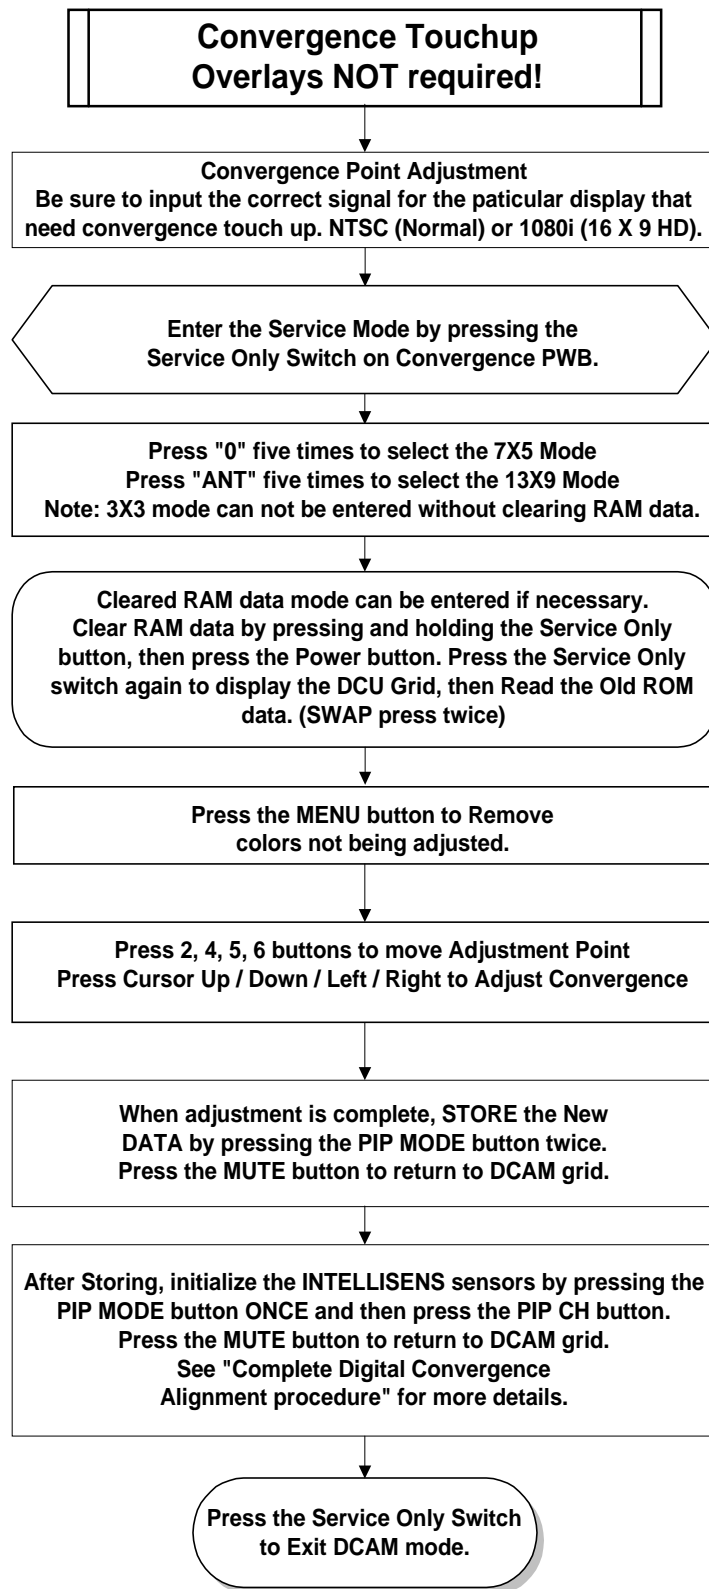 Convergence Touchup
Overlays NOT required!
Convergence Point Adjustment
Be sure to input the correct signal for the paticular display that
need convergence touch up. NTSC (Normal) or 1080i (16 X 9 HD).
Enter the Service Mode by pressing the
Service Only Switch on Convergence PWB.
Press "0" five times to select the 7X5 Mode
Press "ANT" five times to select the 13X9 Mode
Note: 3X3 mode can not be entered without clearing RAM data.
Cleared RAM data mode can be entered if necessary.
Clear RAM data by pressing and holding the Service Only
button, then press the Power button. Press the Service Only
switch again to display the DCU Grid, then Read the Old ROM
data. (SWAP press twice)
Press the MENU button to Remove
colors not being adjusted.
Press 2, 4, 5, 6 buttons to move Adjustment Point
Press Cursor Up / Down / Left / Right to Adjust Convergence
When adjustment is complete, STORE the New
DATA by pressing the PIP MODE button twice.
Press the MUTE button to return to DCAM grid.
After Storing, initialize the INTELLISENS sensors by pressing the
PIP MODE button ONCE and then press the PIP CH button.
Press the MUTE button to return to DCAM grid.
See "Complete Digital Convergence
Alignment procedure" for more details.
Press the Service Only Switch
to Exit DCAM mode.